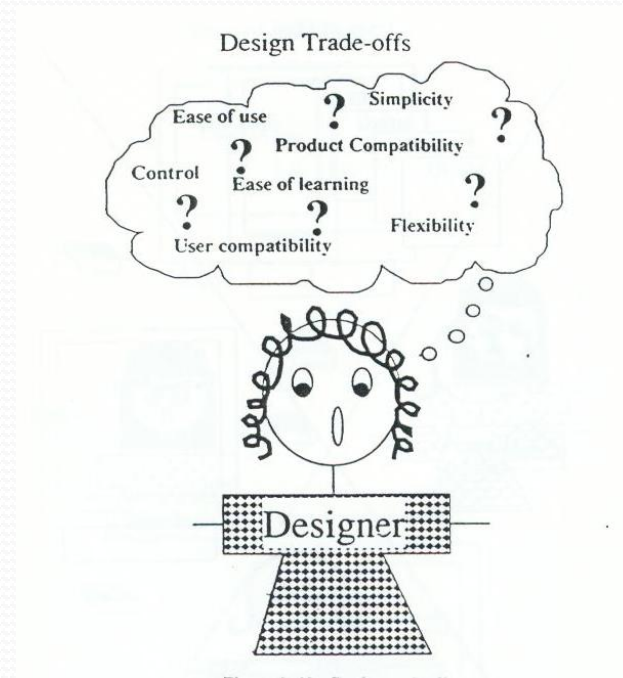 Design Trade-offs
Simplicity
?
?
Ease of use
Product Compatibility
?
Control
Ease of learning
?
?
?
Flexibility
User compatibility
Designer